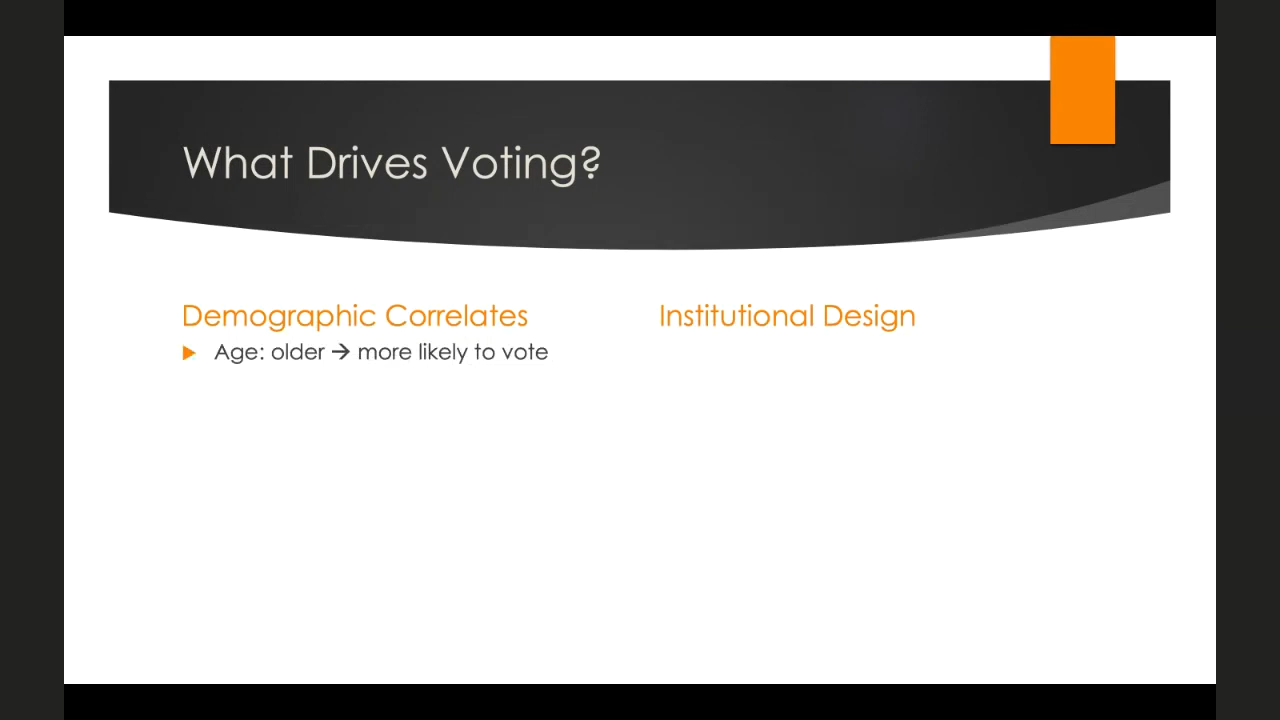 What Drives Voting?
Demographic Correlates
Age: older → more likely to vote
Institutional Design